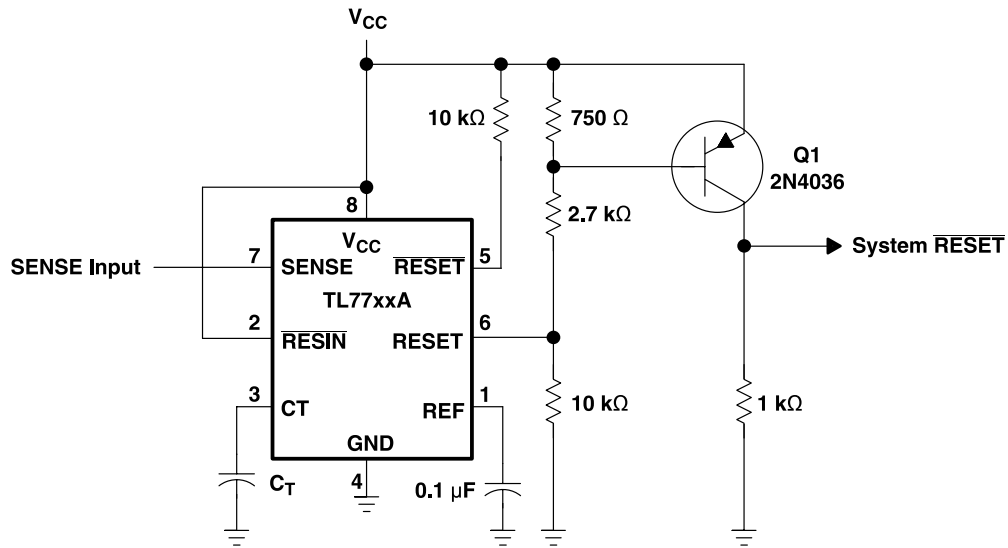 VCC
10 kΩ
750 Ω
Q1
2N4036
2.7 kΩ
8
VCC
SENSE Input
7
SENSE
RESET
5
System RESET
TL77xxA
2
RESIN
RESET
6
3
CT
REF
1
10 kΩ
1 kΩ
GND
4
CT
0.1 μF